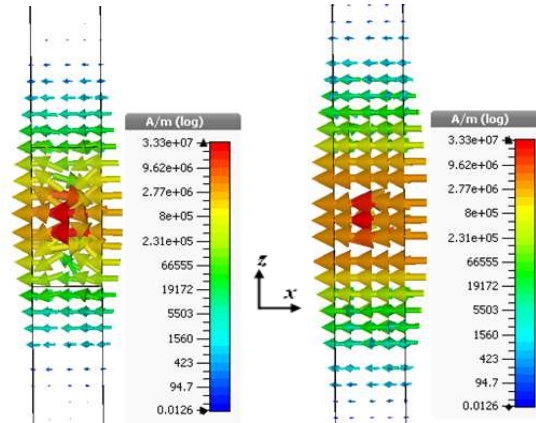 A/m (log)
3.33e+07
9.62e+06
2.77e+06
8e+05
2.31e+05
66555
19172
5503
1560
423
94.7
0.0126
z
x
A/m (log)
3.33e+07
9.62e+06
2.77e+06
8e+05
2.31e+05
66555
19172
5503
1560
423
94.7
0.0126